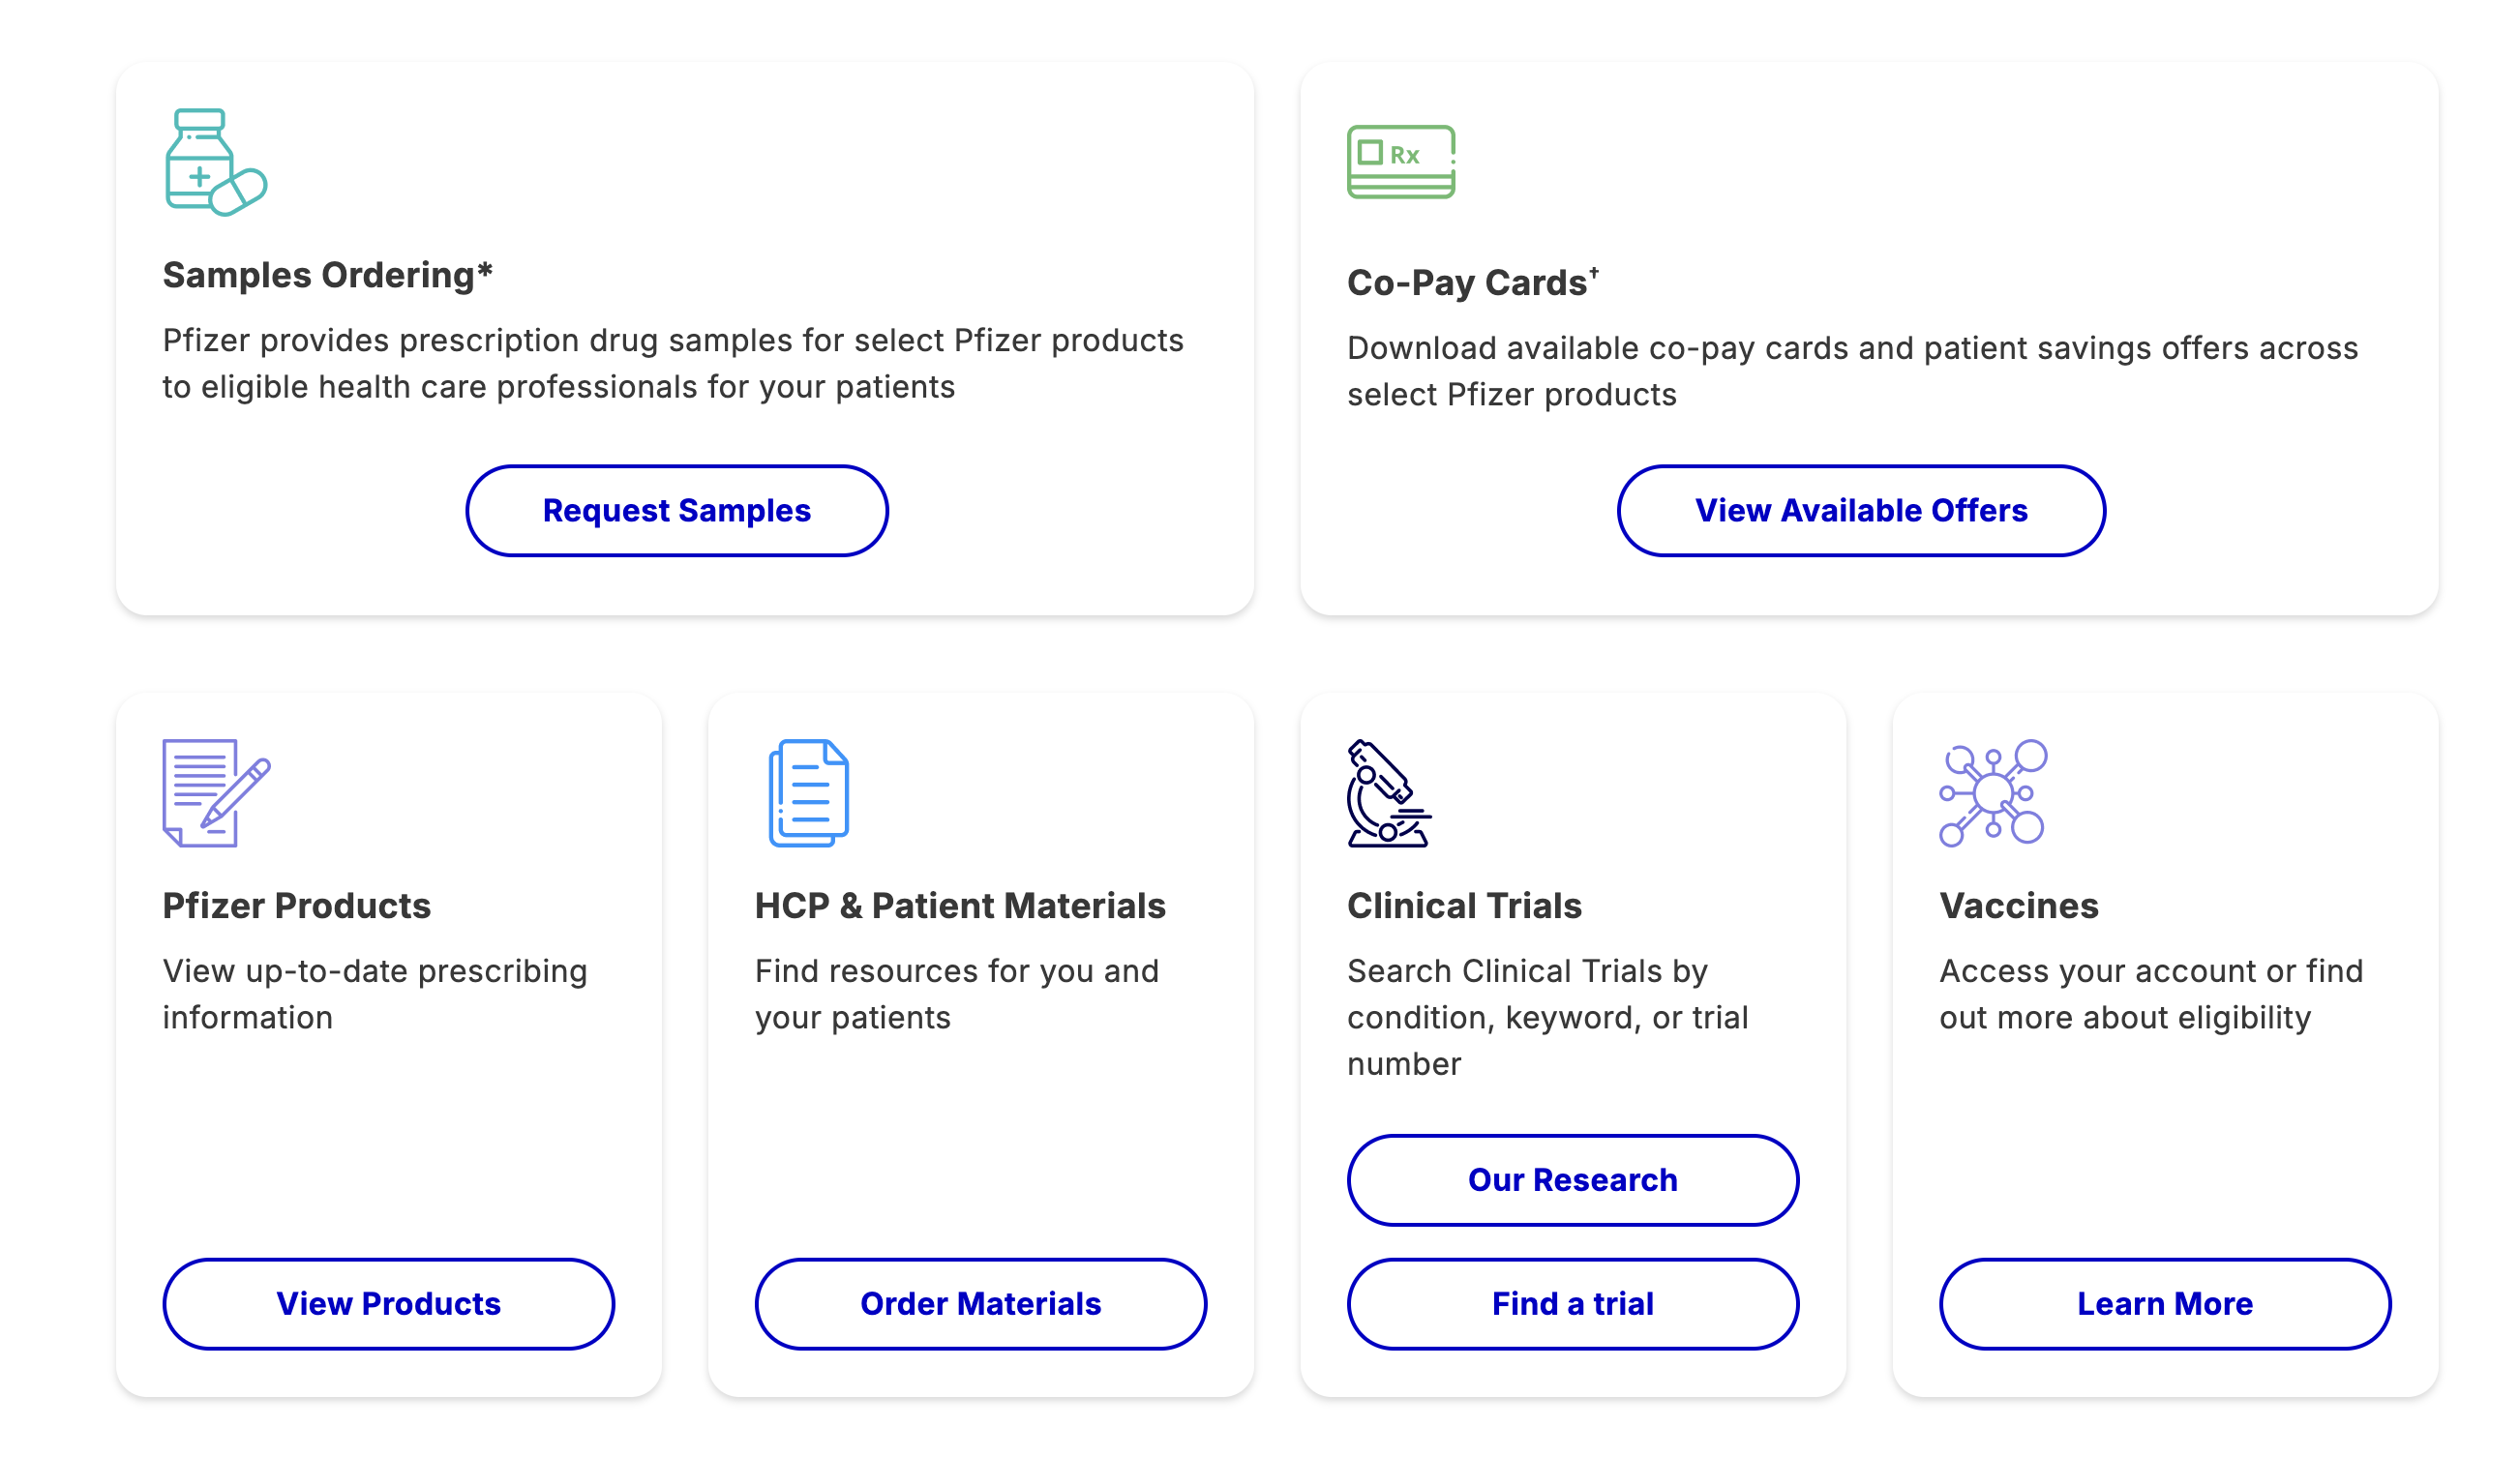 Samples Ordering*
Pfizer provides prescription drug samples for select Pfizer products
to eligible health care professionals for your patients
Request Samples
Rx
Co-Pay Cards†
Download available co-pay cards and patient savings offers across
select Pfizer products
View Available Offers
Pfizer Products
View up-to-date prescribing
information
View Products
HCP & Patient Materials
Find resources for you and
your patients
Order Materials
Clinical Trials
Search Clinical Trials by
condition, keyword, or trial
number
Our Research
Find a trial
Vaccines
Access your account or find
out more about eligibility
Learn More